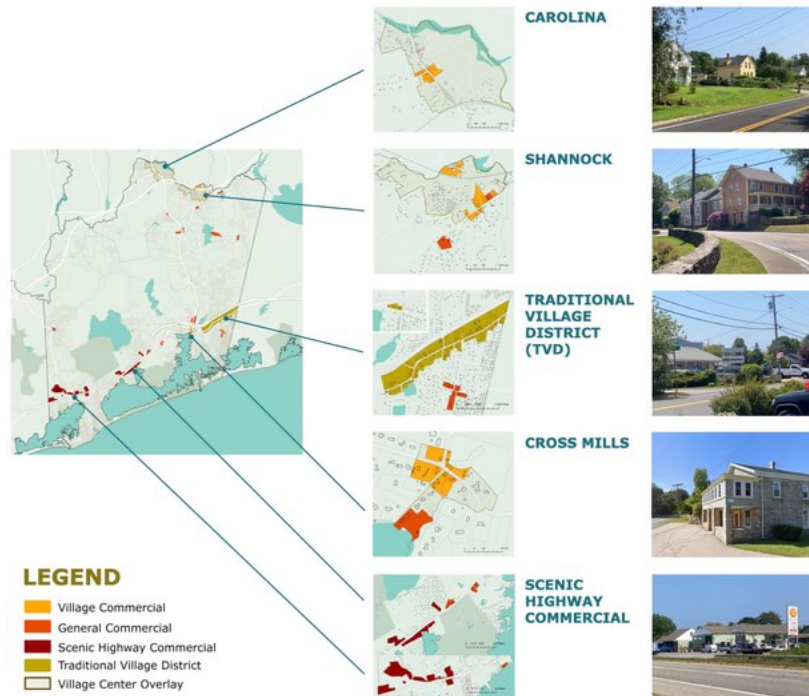 CAROLINA
SHANNOCK
TRADITIONAL
VILLAGE
DISTRICT
(TVD)
CROSS MILLS
SCENIC
HIGHWAY
COMMERCIAL
LEGEND
Village Commercial
General Commercial
Scenic Highway Commercial
Traditional Village District
Village Center Overlay